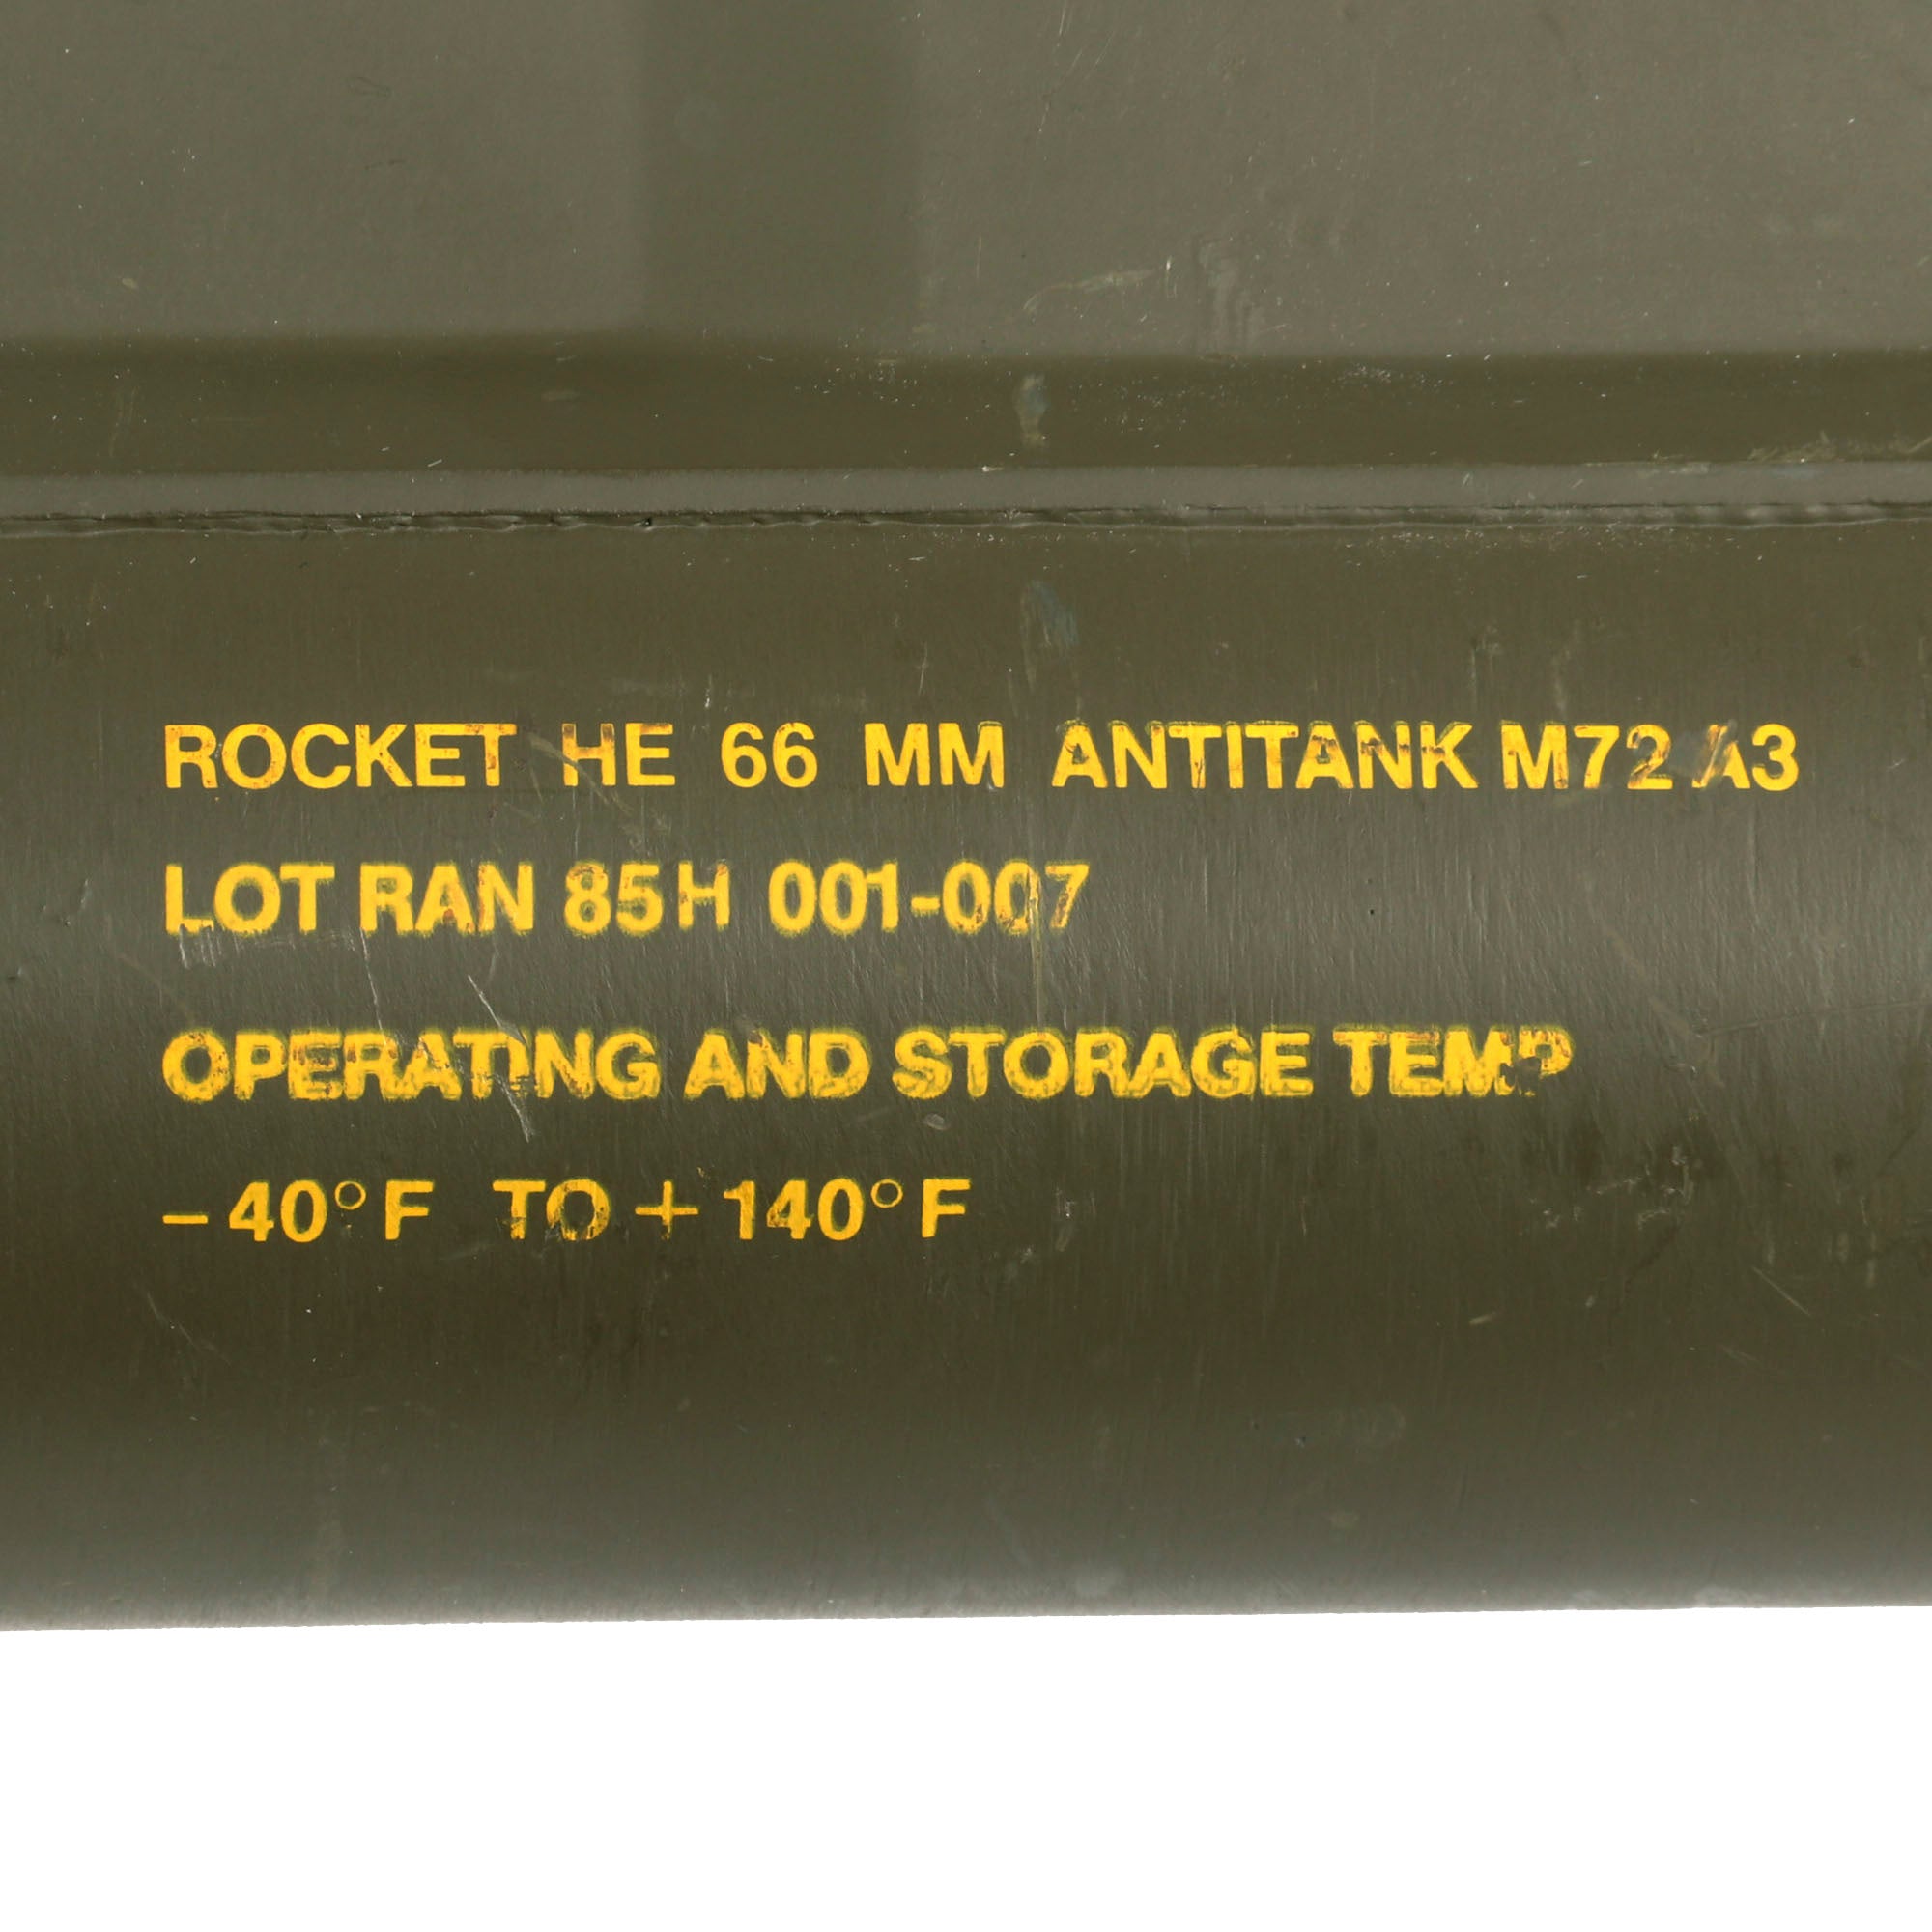 ROCKET HE 66 MM ANTITANK M72 A3
LOT RAN 85H 001-007
OPERATING AND STORAGE TEMP
-40°F TO +140°F